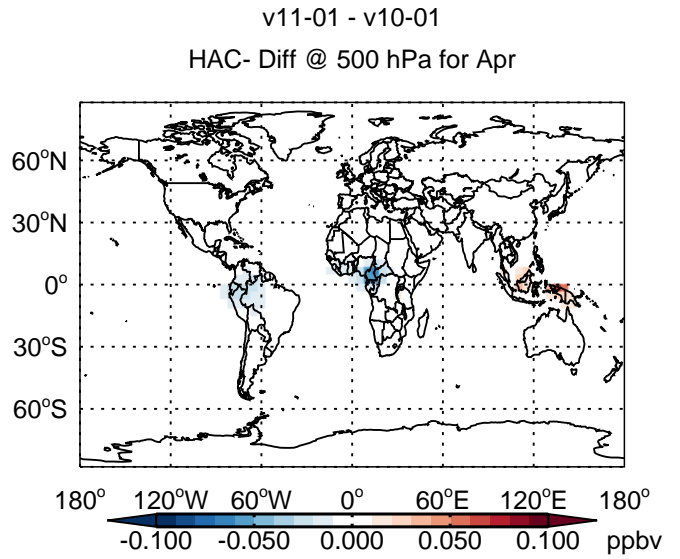 v11-01 - v10-01
HAC- Diff @ 500 hPa for Apr
60°N
30°N
0°
30°S
60°S
180° 120°W 60°W 0° 60°E 120°E 180°
-0.100 -0.050 0.000 0.050 0.100 ppbv